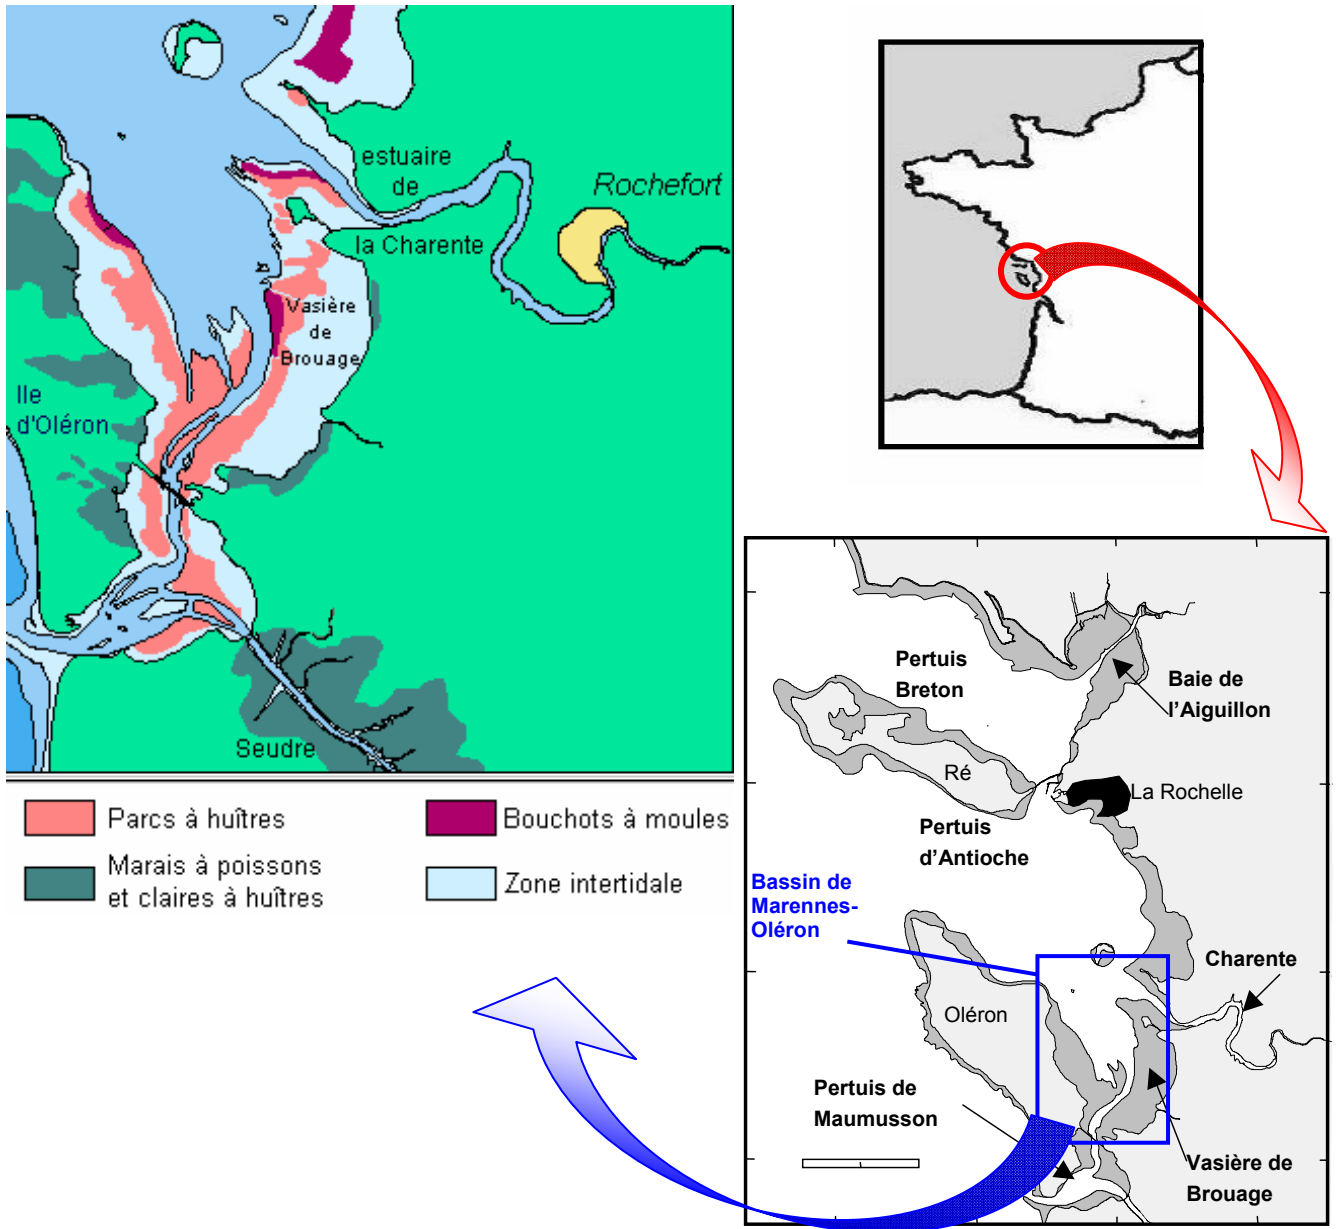 estuaire
de
la Charente
Rochefort
Vasière
de
Brouage
Ile
d'Oléron
Seudre
Parcs à huîtres
Bouchots à moules
Marais à poissons
et claires à huîtres
Zone intertidale
Pertuis
Breton
Baie de
l'Aiguillon
Ré
La Rochelle
Pertuis
d'Antioche
Bassin de
Marennes-
Oléron
Charente
Oléron
Pertuis de
Maumusson
Vasière de
Brouage